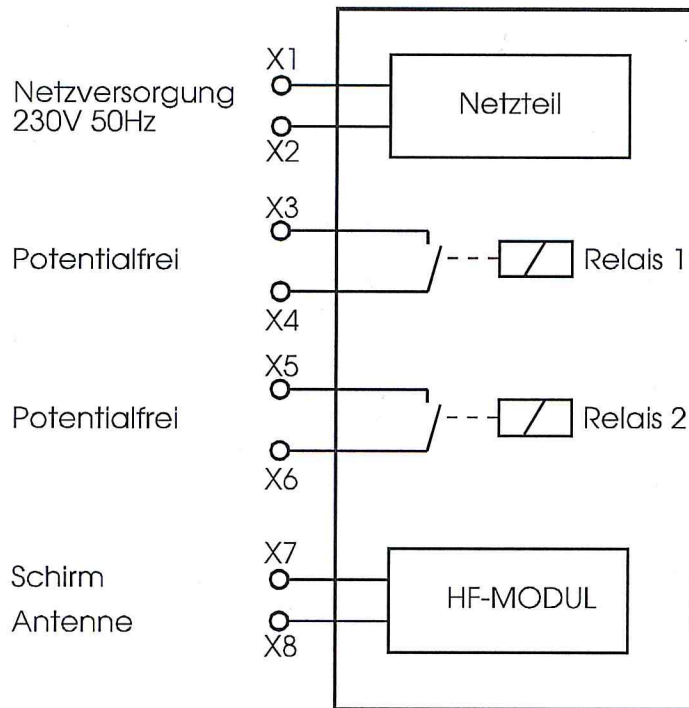 X1
Netzversorgung
230V 50Hz
Netzteil
X2
X3
Potentialfrei
Relais 1
X4
X5
Potentialfrei
Relais 2
X6
X7
Schirm
HF-MODUL
Antenne
X8